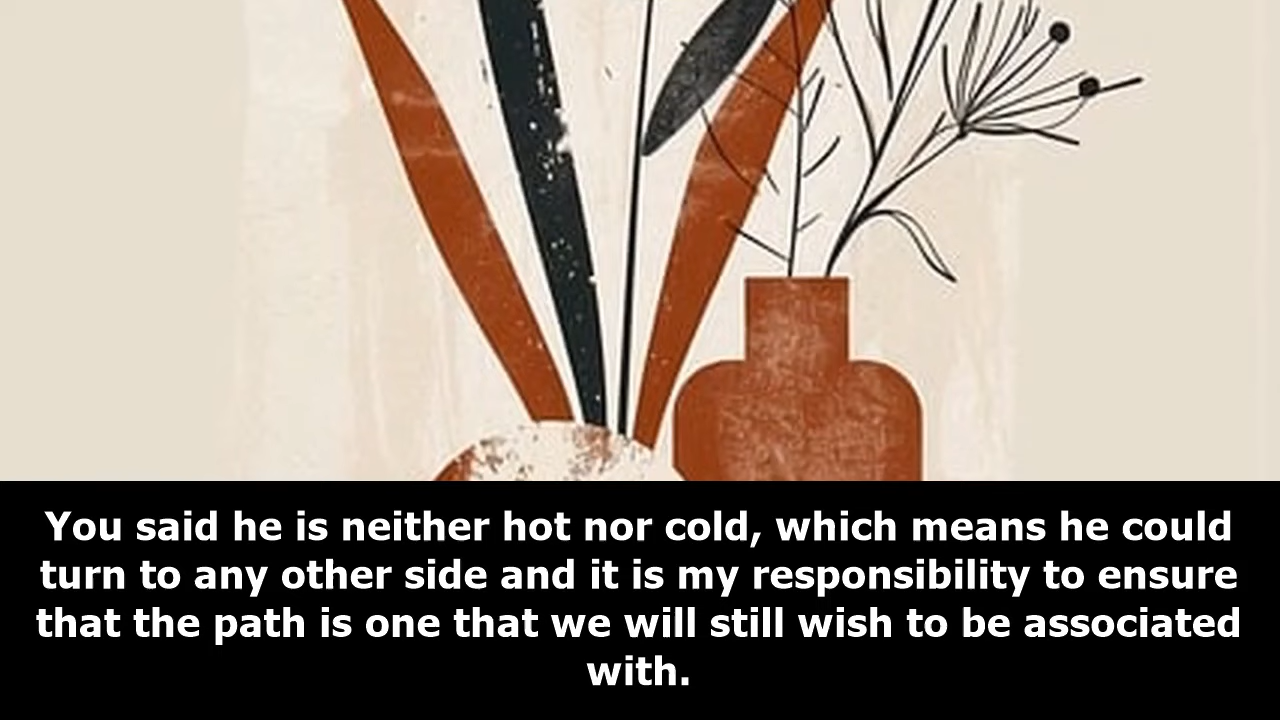 You said he is neither hot nor cold, which means he could
turn to any other side and it is my responsibility to ensure
that the path is one that we will still wish to be associated
with.